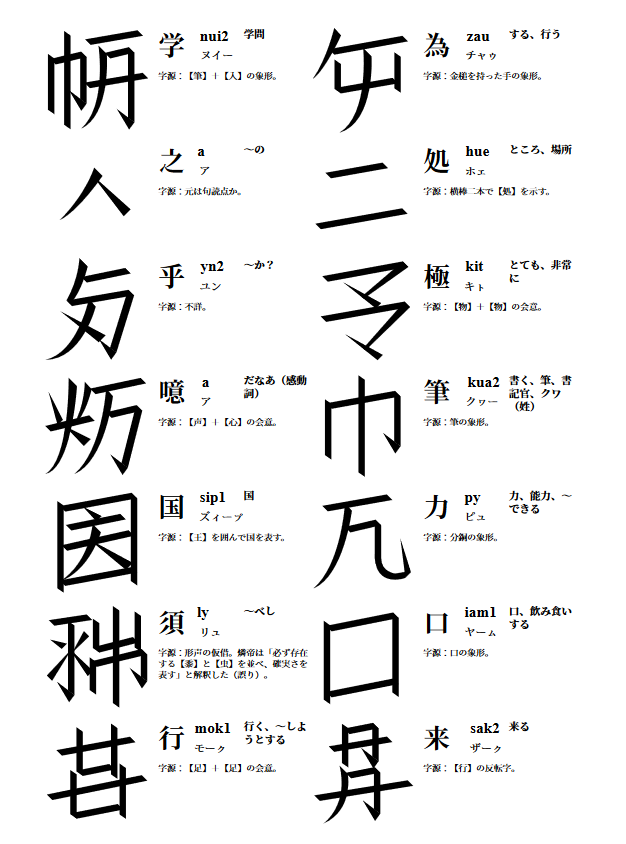 学 nui2 学問
ヌイー
字源：【筆】＋【人】の象形。
為 zau する、行う
チャゥ
字源：金槌を持った手の象形。
之 a ～の
ア
字源：元は句読点か。
処 hue ところ、場所
ホェ
字源：横棒二本で【処】を示す。
乎 yn2 ～か？
ユン
字源：不詳。
極 kit とても、非常
に
キㇳ
字源：【物】＋【物】の会意。
噫 a だなあ（感動
詞）
ア
字源：【声】＋【心】の会意。
筆 kua2 書く、筆、書
記官、クワ
（姓）
クヮー
字源：筆の象形。
国 sip1 国
ズィープ
字源：【王】を囲んで国を表す。
力 py 力、能力、～
できる
ピュ
字源：分銅の象形。
須 ly ～べし
リュ
字源：形声の仮借。燐帝は「必ず存在
する【黍】と【虫】を並べ、確実さを
表す」と解釈した（誤り）。
口 iam1 口、飲み食い
する
ヤーㇺ
字源：口の象形。
行 mok1 行く、～しよ
うとする
モーㇰ
字源：【足】＋【足】の会意。
来 sak2 来る
ザーㇰ
字源：【行】の反転字。